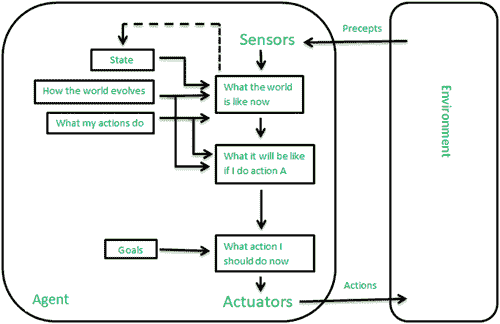 Sensors
Precepts
State
What the world
is like now
How the world evolves
What my actions do
What it will be like
if I do action A
Environment
Goals
What action I
should do now
Agent
Actuators
Actions